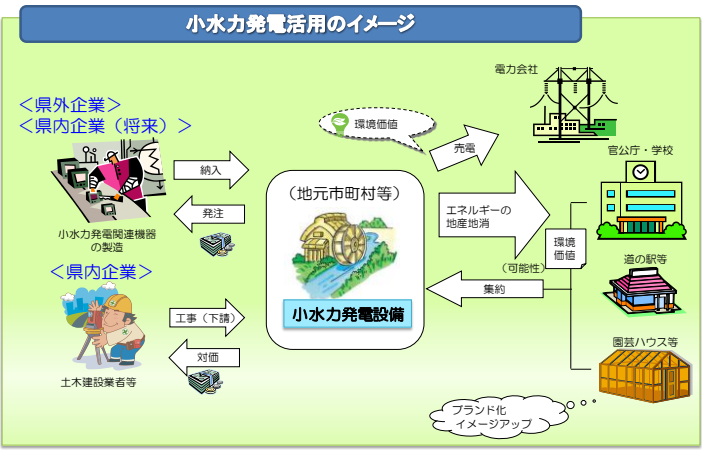 小水力発電活用のイメージ
電力会社
＜県外企業＞
＜県内企業（将来）＞
環境価値
売電
官公庁・学校
納入
（地元市町村等）
エネルギーの
地産地消
発注
小水力発電関連機器
の製造
環境
価値
道の駅等
＜県内企業＞
（可能性）
集約
工事（下請）
小水力発電設備
園芸ハウス等
対価
土木建設業者等
ブランド化
イメージアップ